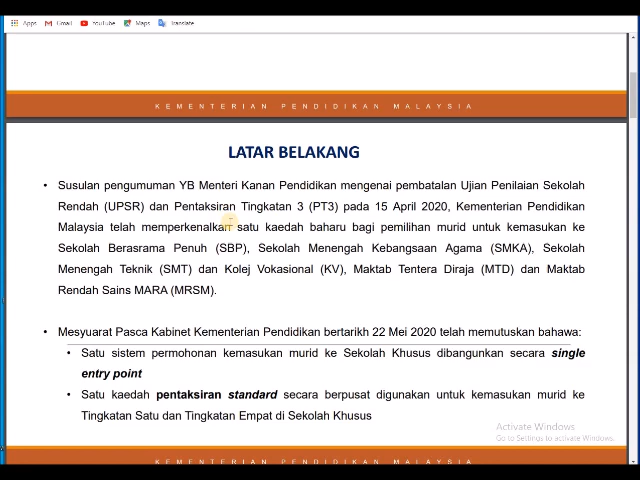 Apps Gmail YouTube Maps Translate
KEMENTERIAN PENDIDIKAN MALAYSIA
LATAR BELAKANG
• Susulan pengumuman YB Menteri Kanan Pendidikan mengenai pembatalan Ujian Penilaian Sekolah
Rendah (UPSR) dan Pentaksiran Tingkatan 3 (PT3) pada 15 April 2020, Kementerian Pendidikan
Malaysia telah memperkenalkan satu kaedah baharu bagi pemilihan murid untuk kemasukan ke
Sekolah Berasrama Penuh (SBP), Sekolah Menengah Kebangsaan Agama (SMKA), Sekolah
Menengah Teknik (SMT) dan Kolej Vokasional (KV), Maktab Tentera Diraja (MTD) dan Maktab
Rendah Sains MARA (MRSM).
• Mesyuarat Pasca Kabinet Kementerian Pendidikan bertarikh 22 Mei 2020 telah memutuskan bahawa:
• Satu sistem permohonan kemasukan murid ke Sekolah Khusus dibangunkan secara single
entry point
• Satu kaedah pentaksiran standard secara berpusat digunakan untuk kemasukan murid ke
Tingkatan Satu dan Tingkatan Empat di Sekolah Khusus
Activate Windows
Go to Settings to activate Windows.
KEMENTERIAN PENDIDIKAN MALAYSIA